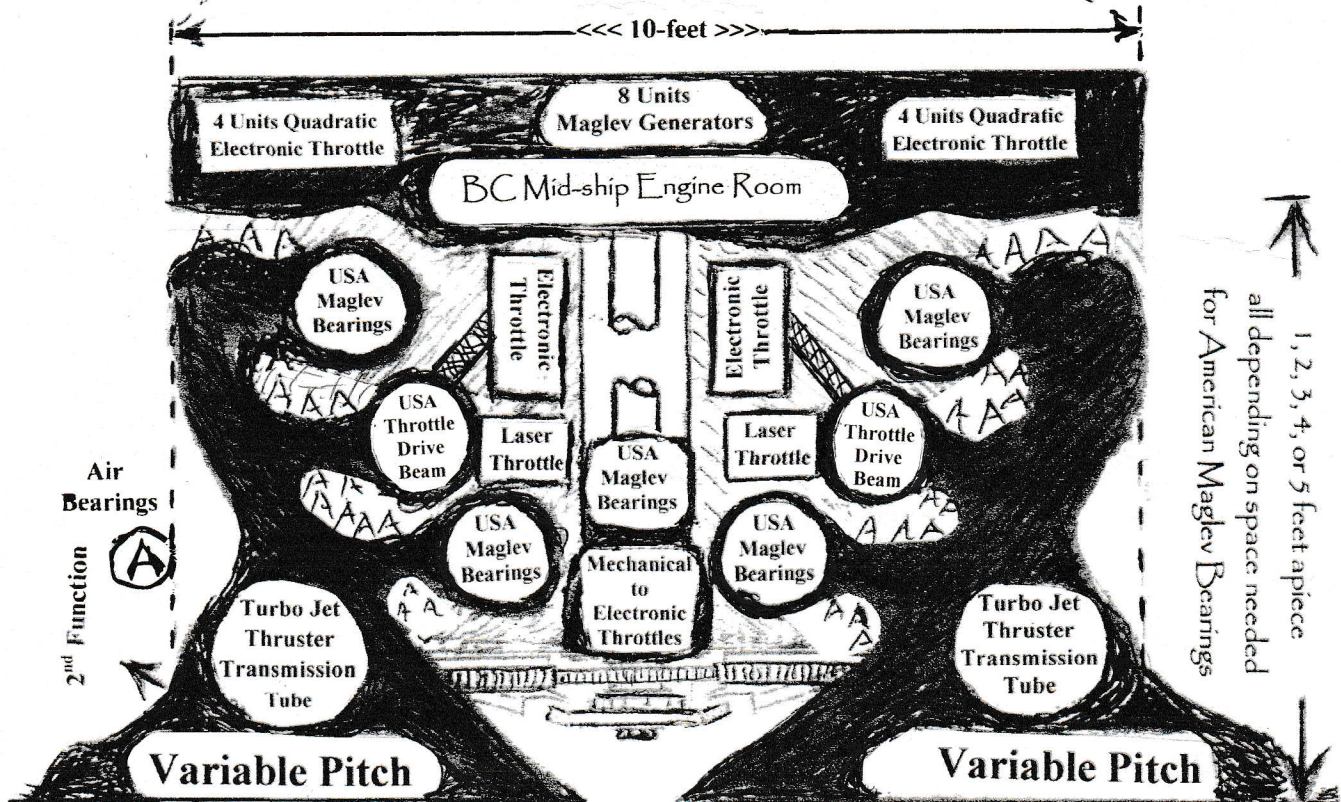 <<< 10-feet >>>
4 Units Quadratic
Electronic Throttle
8 Units
Maglev Generators
4 Units Quadratic
Electronic Throttle
BC Mid-ship Engine Room
A A A
A A A A
USA
Maglev
Bearings
Electronic
Throttle
Electronic
Throttle
USA
Maglev
Bearings
A A A A
A A
A A A
USA
Throttle
Drive
Beam
Laser
Throttle
USA
Maglev
Bearings
Laser
Throttle
USA
Throttle
Drive
Beam
A A
A A A A
A A
A A A
USA
Maglev
Bearings
Mechanical
to
Electronic
Throttles
USA
Maglev
Bearings
A
A A
A A
A
Air
Bearings
A
2nd Function
Turbo Jet
Thruster
Transmission
Tube
Turbo Jet
Thruster
Transmission
Tube
Variable Pitch
Variable Pitch
1, 2, 3, 4, or 5 feet apiece
all depending on space needed
for American Maglev Bearings